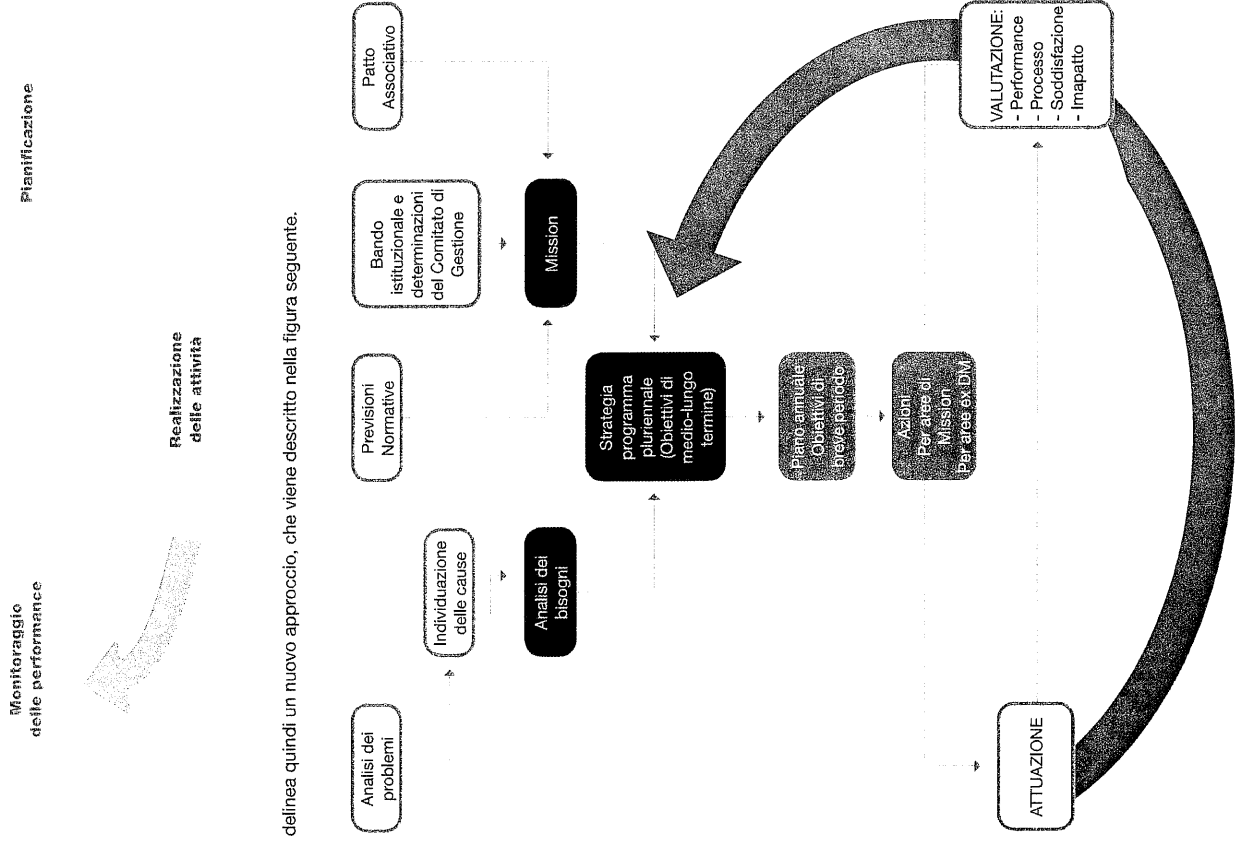 Monitoraggio
delle performance
Realizzazione
delle attività
Pianificazione
delinea quindi un nuovo approccio, che viene descritto nella figura seguente.
Analisi dei
problemi
Individuazione
delle cause
Analisi dei
bisogni
Previsioni
Normative
Bando
istituzionale e
determinazioni
del Comitato di
Gestione
Patto
Associativo
Mission
Strategia
programma
pluriennale
(Obiettivi di
medio-lungo
termine)
Piano annuale
Obiettivi di
breve periodo
Azioni
Per aree di
Mission
Per aree ex DM
ATTUAZIONE
VALUTAZIONE:
- Performance
- Processo
- Soddisfazione
- Imapatto